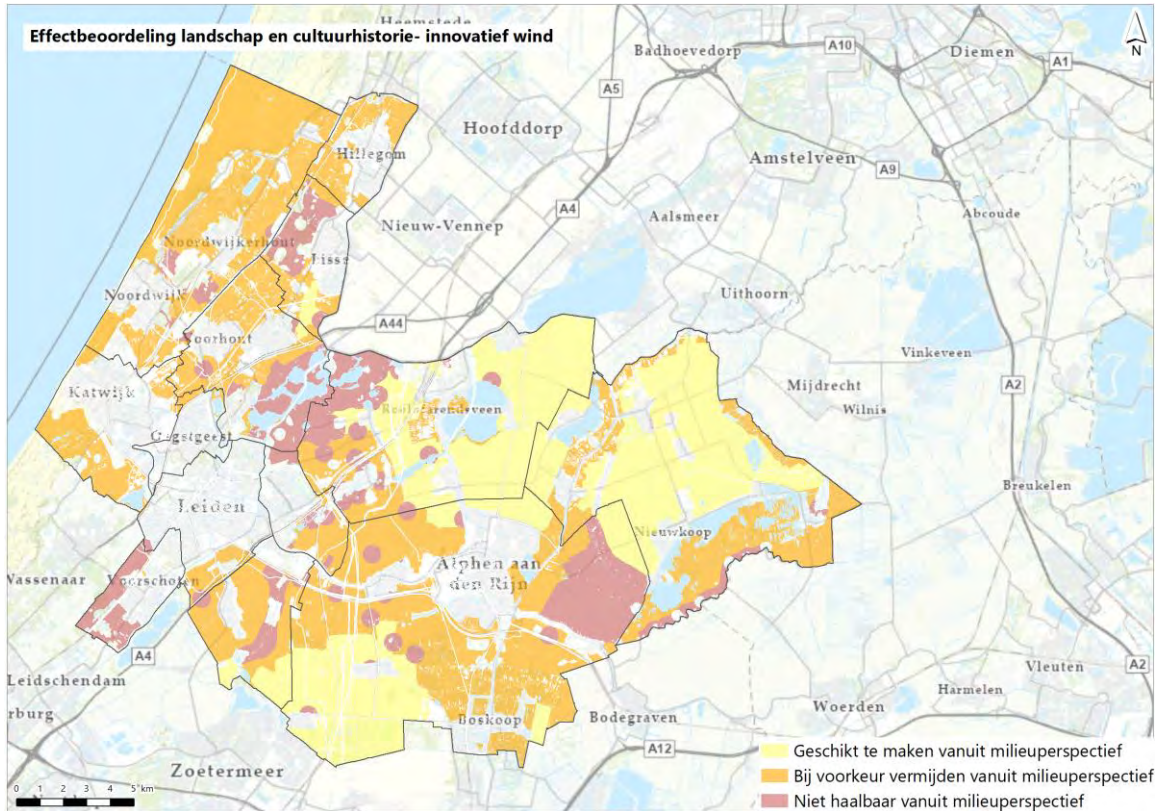 Effectbeoordeling landschap en cultuurhistorie- innovatief wind
Heemstede
N
Badhoevedorp
A10
Diemen
A1
A5
Hoofddorp
Hillegom
Amstelveen
A9
A4
Nieuw-Vennep
Aalsmeer
Abcoude
Noordwijkerhout
Lisse
Uithoorn
Noordwijk
A44
Voorhout
Vinkeveen
Katwijk
Mijdrecht
A2
Roelofarendsveen
Wilnis
Oegstgeest
Leiden
Breukelen
Nieuwkoop
Alphen aan
den Rijn
Wassenaar
Voorschoten
A4
Vleuten
A2
Leidschendam
Harmelen
Woerden
rburg
Boskoop
Bodegraven
A12
Zoetermeer
Geschikt te maken vanuit milieuperspectief
Bij voorkeur vermijden vanuit milieuperspectief
Niet haalbaar vanuit milieuperspectief
0 1 2 3 4 5 km